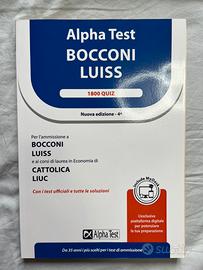 Alpha Test
BOCCONI
LUISS
1800 QUIZ
Nuova edizione - 4ª
Per l'ammissione a
BOCCONI
LUISS
e ai corsi di laurea in Economia di
CATTOLICA
LIUC
Con i test ufficiali e tutte le soluzioni
L'esclusiva
piattaforma digitale
per potenziare
la tua preparazione
Alpha Test
Da 35 anni i più scelti per i test di ammissione